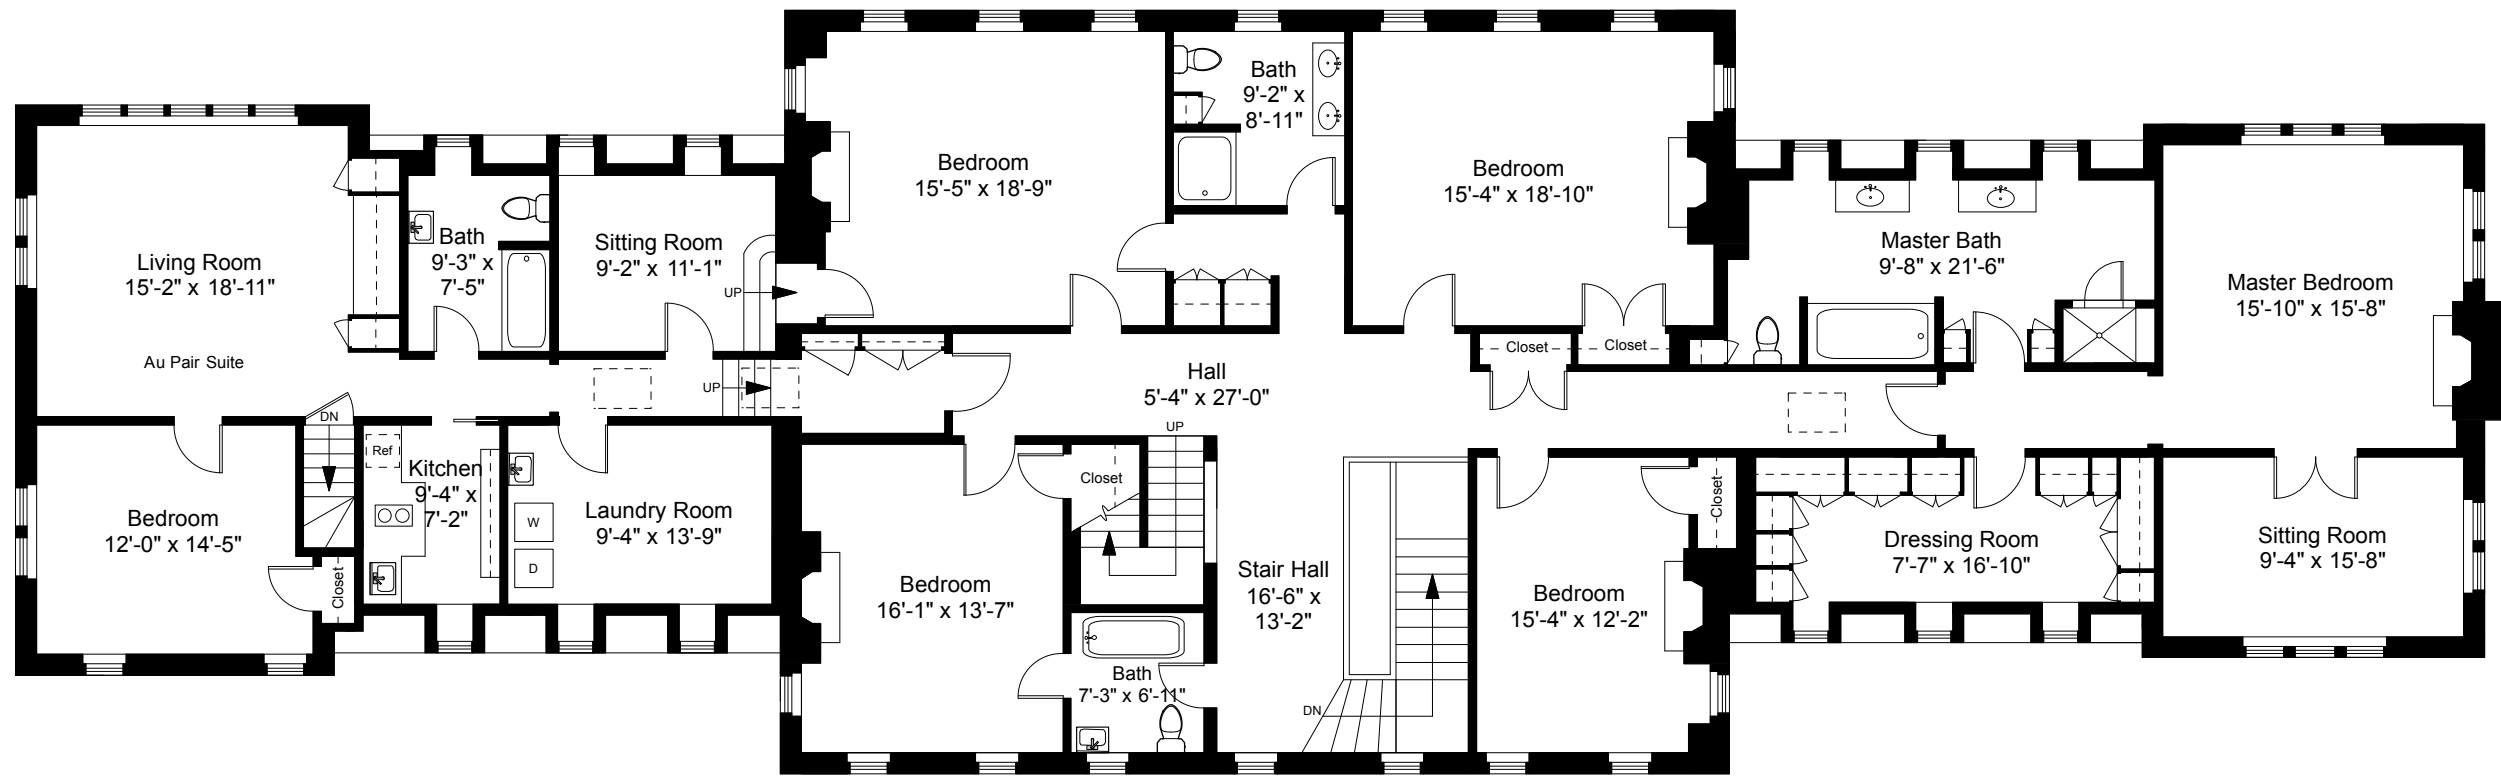 Bedroom
15'-5" x 18'-9"
Bath
9'-2" x
8'-11"
Bedroom
15'-4" x 18'-10"
Living Room
15'-2" x 18'-11"
Au Pair Suite
Bath
9'-3" x
7'-5"
Sitting Room
9'-2" x 11'-1"
UP
UP
Hall
5'-4" x 27'-0"
Closet
Closet
Master Bath
9'-8" x 21'-6"
Master Bedroom
15'-10" x 15'-8"
Bedroom
12'-0" x 14'-5"
DN
Closet
Ref
Kitchen
9'-4" x
7'-2"
W
D
Laundry Room
9'-4" x 13'-9"
Bedroom
16'-1" x 13'-7"
Closet
UP
Bath
7'-3" x 6'-11"
Stair Hall
16'-6" x
13'-2"
DN
Bedroom
15'-4" x 12'-2"
Closet
Dressing Room
7'-7" x 16'-10"
Sitting Room
9'-4" x 15'-8"